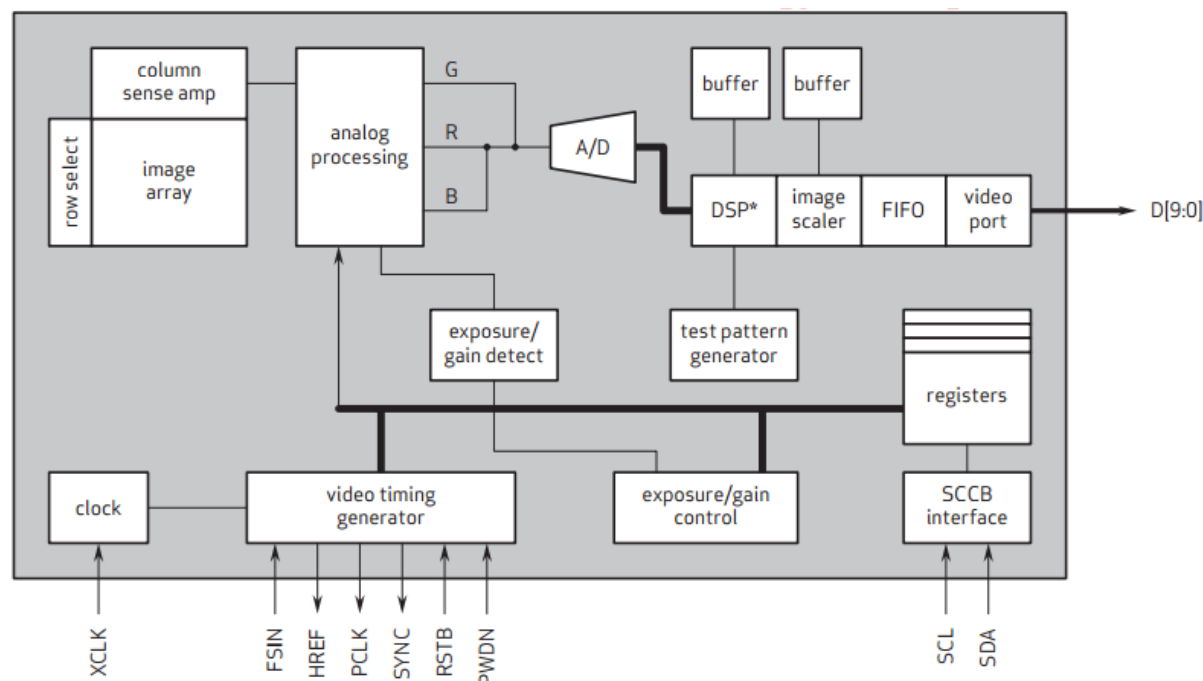 column
sense amp
row select
image
array
analog
processing
G
R
B
A/D
buffer
buffer
DSP*
image
scaler
FIFO
video
port
D[9:0]
exposure/
gain detect
test pattern
generator
registers
clock
video timing
generator
exposure/gain
control
SCCB
interface
XCLK
FSIN
HREF
PCLK
SYNC
RSTB
PWDN
SCL
SDA